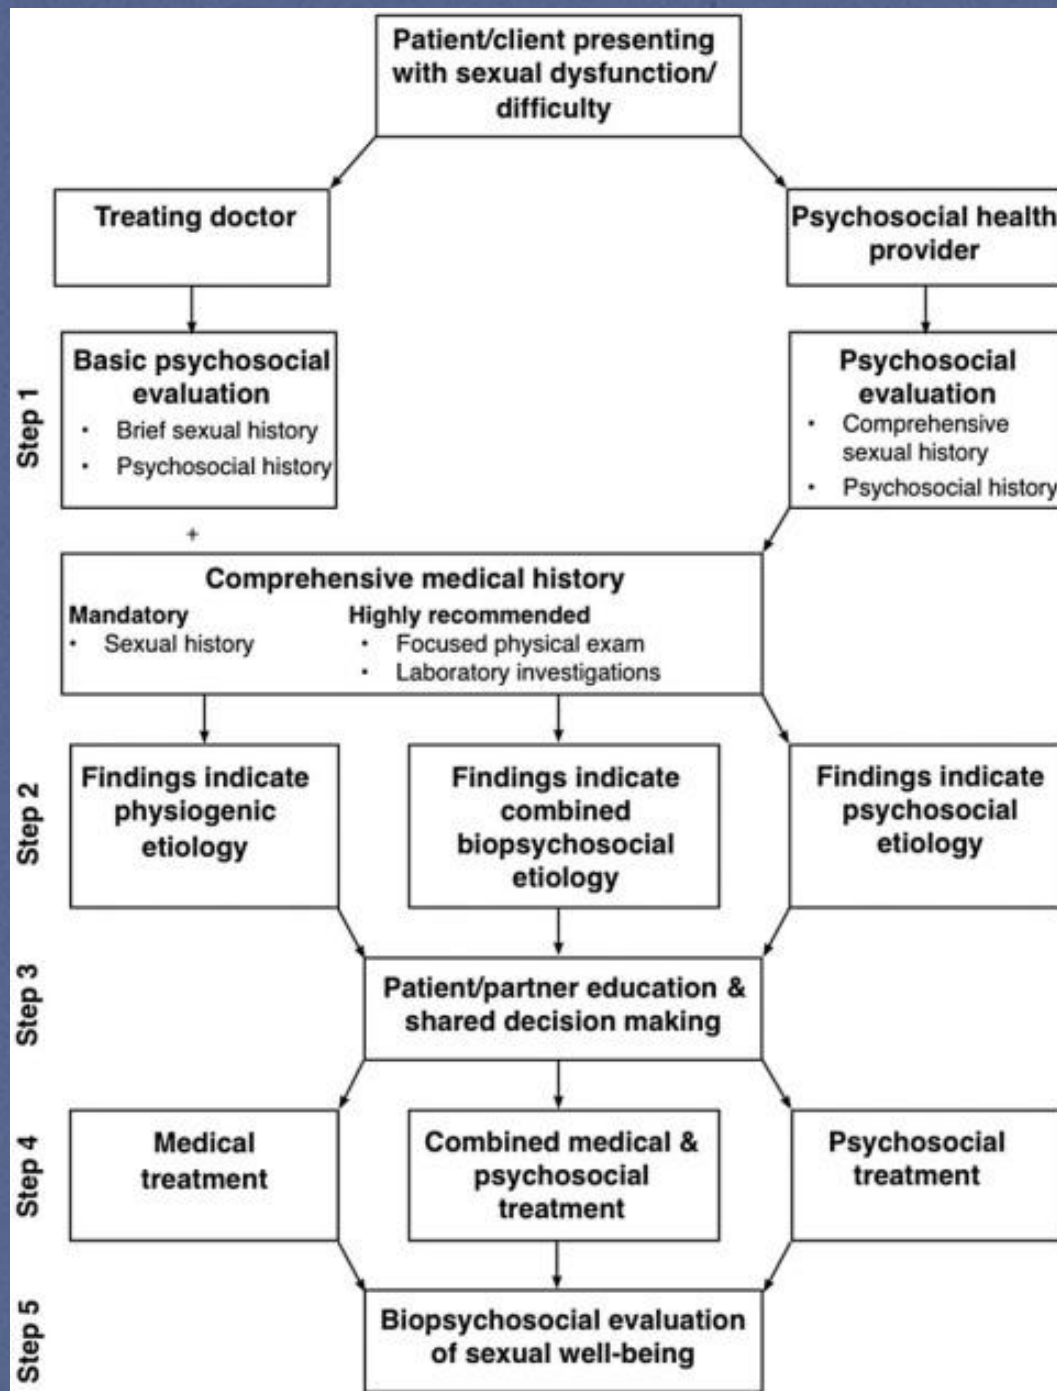 Patient/client presenting
with sexual dysfunction/
difficulty
Treating doctor
Psychosocial health
provider
Step 1
Basic psychosocial
evaluation
• Brief sexual history
• Psychosocial history
Psychosocial
evaluation
• Comprehensive
sexual history
• Psychosocial history
+
Comprehensive medical history
Mandatory
• Sexual history
Highly recommended
• Focused physical exam
• Laboratory investigations
Step 2
Findings indicate
physiogenic
etiology
Findings indicate
combined
biopsychosocial
etiology
Findings indicate
psychosocial
etiology
Step 3
Patient/partner education &
shared decision making
Step 4
Medical
treatment
Combined medical &
psychosocial
treatment
Psychosocial
treatment
Step 5
Biopsychosocial evaluation
of sexual well-being